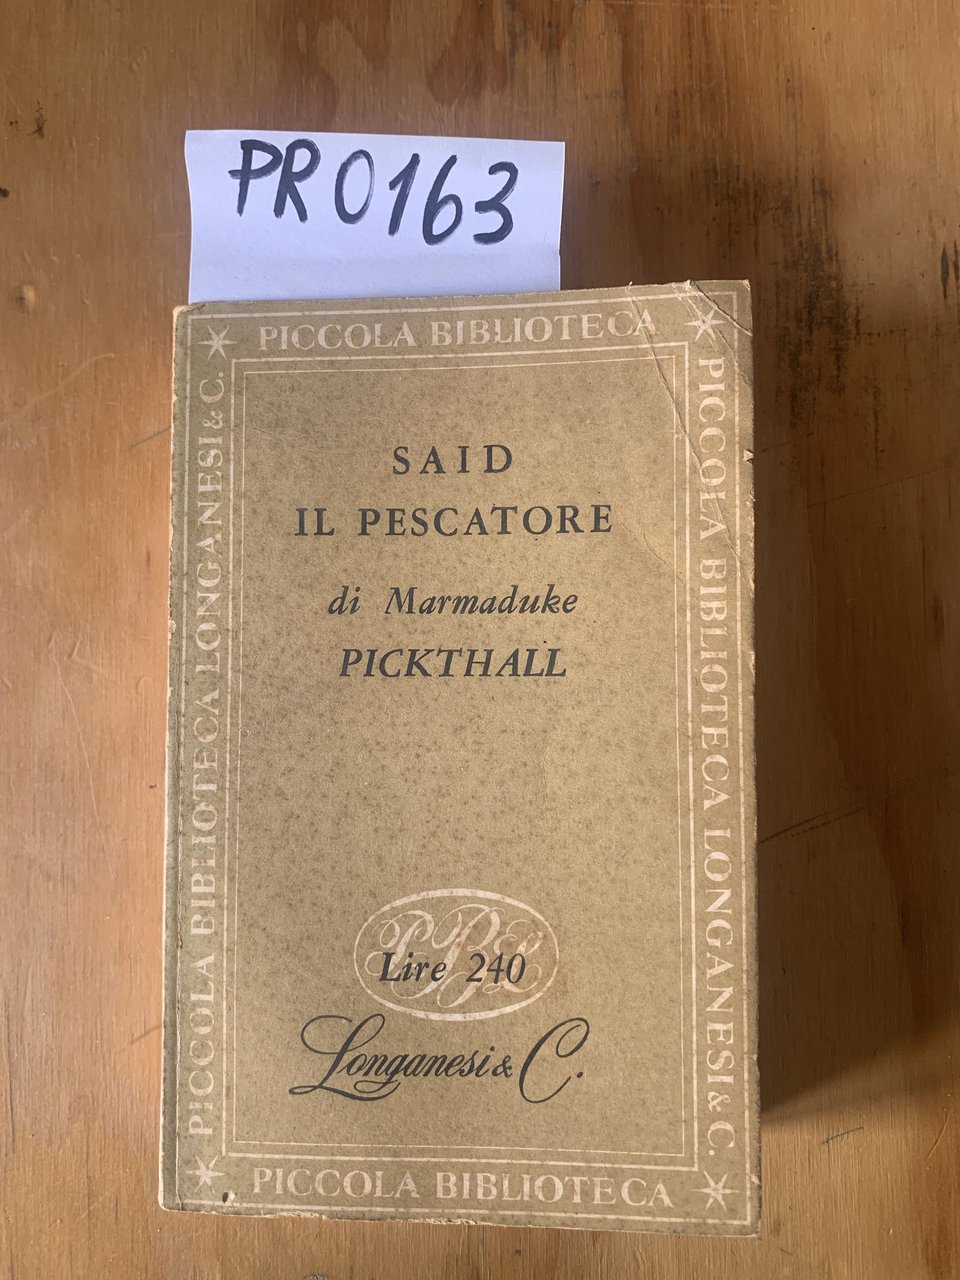 PR0163
PICCOLA BIBLIOTECA
PICCOLA BIBLIOTECA LONGANESI & C.
PICCOLA BIBLIOTECA LONGANESI & C.
SAID
IL PESCATORE
di Marmaduke
PICKTHALL
PBL
Lire 240
Longanesi & C.
PICCOLA BIBLIOTECA